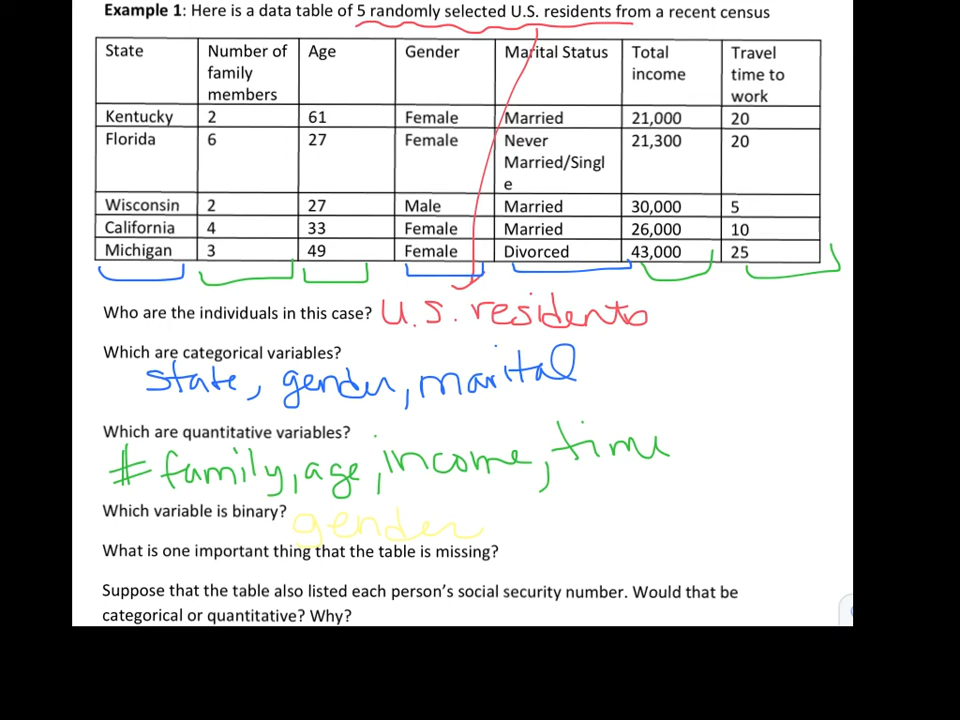 Example 1: Here is a data table of 5 randomly selected U.S. residents from a recent census
State Number of family members Age Gender Marital Status Total income Travel time to work
Kentucky 2 61 Female Married 21,000 20
Florida 6 27 Female Never Married/Single 21,300 20
Wisconsin 2 27 Male Married 30,000 5
California 4 33 Female Married 26,000 10
Michigan 3 49 Female Divorced 43,000 25
Who are the individuals in this case? U.S. residents
Which are categorical variables?
state, gender, marital
Which are quantitative variables?
# family, age, income, time
Which variable is binary? gender
What is one important thing that the table is missing?
Suppose that the table also listed each person's social security number. Would that be
categorical or quantitative? Why?